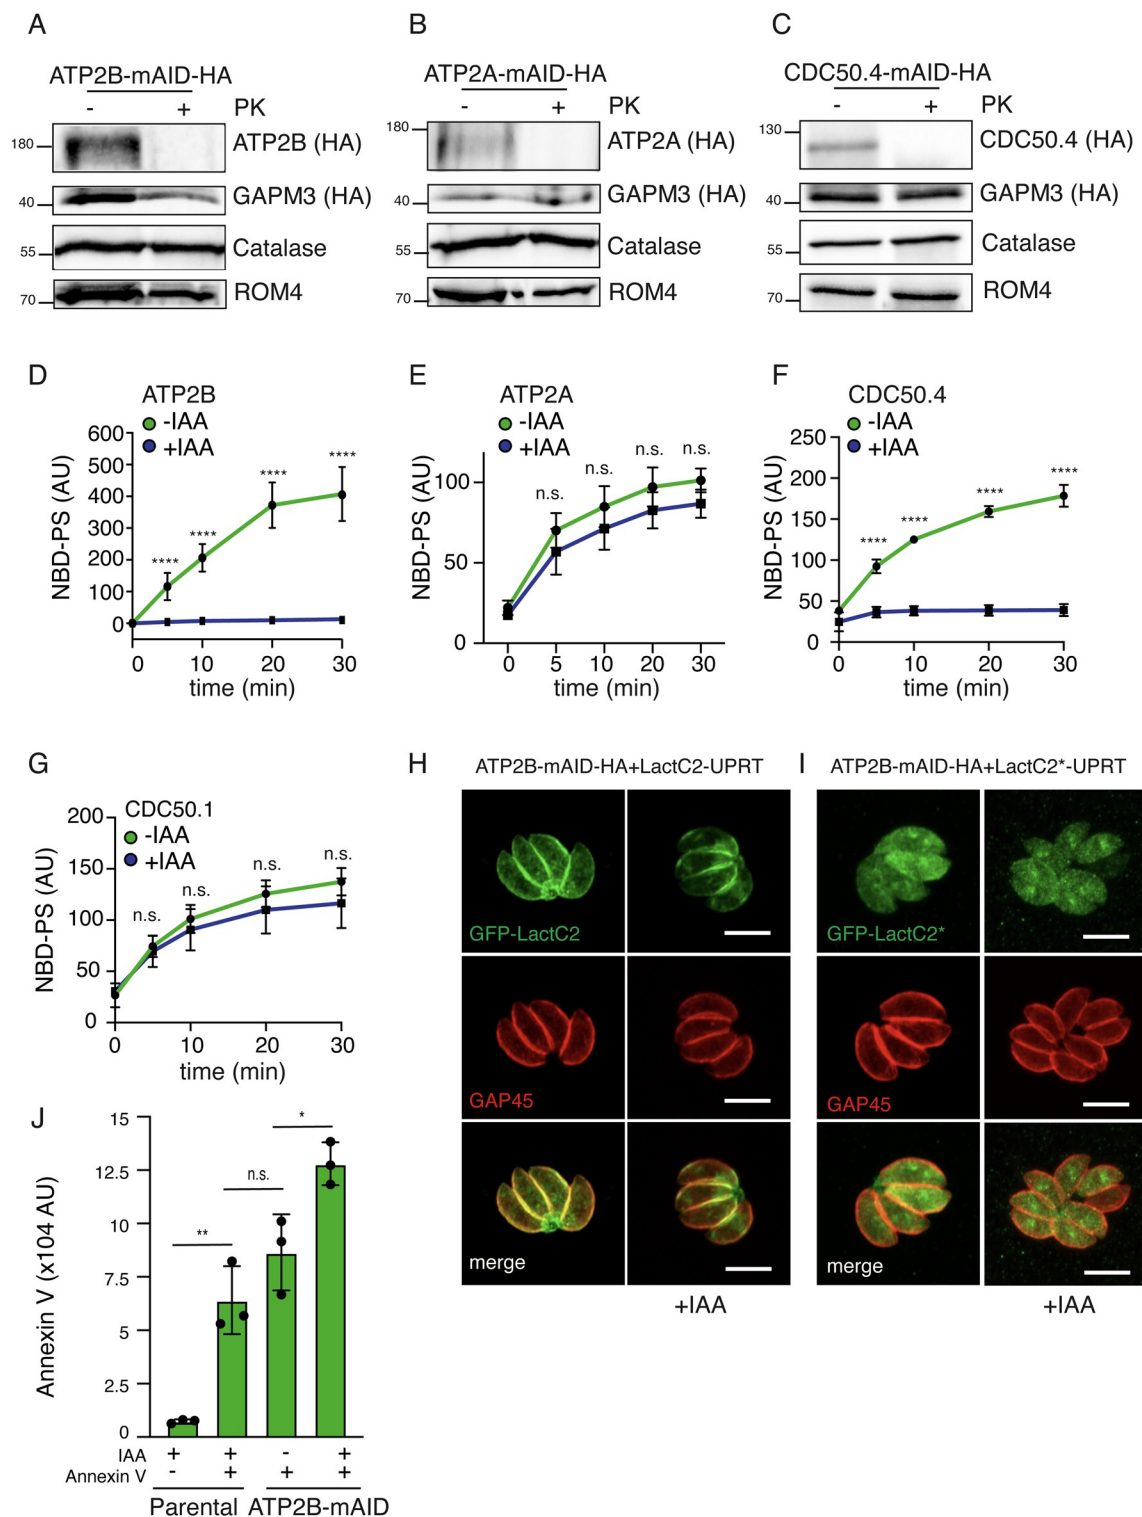 A
ATP2B-mAID-HA
- + PK
180 ATP2B (HA)
40 GAPM3 (HA)
55 Catalase
70 ROM4
B
ATP2A-mAID-HA
- + PK
180 ATP2A (HA)
40 GAPM3 (HA)
55 Catalase
70 ROM4
C
CDC50.4-mAID-HA
- + PK
130 CDC50.4 (HA)
40 GAPM3 (HA)
55 Catalase
70 ROM4
D
ATP2B
-IAA
+IAA
NBD-PS (AU)
600
500
400
300
200
100
0
**** **** **** ****
0 10 20 30
time (min)
E
ATP2A
-IAA
+IAA
NBD-PS (AU)
100
50
0
n.s. n.s. n.s. n.s.
0 5 10 20 30
time (min)
F
CDC50.4
-IAA
+IAA
NBD-PS (AU)
250
200
150
100
50
0
**** **** **** ****
0 10 20 30
time (min)
G
CDC50.1
-IAA
+IAA
NBD-PS (AU)
200
150
100
50
0
n.s. n.s. n.s. n.s.
0 10 20 30
time (min)
H
ATP2B-mAID-HA+LactC2-UPRT
GFP-LactC2
GAP45
merge
+IAA
I
ATP2B-mAID-HA+LactC2*-UPRT
GFP-LactC2*
GAP45
merge
+IAA
J
Annexin V (x104 AU)
15
12.5
10
7.5
5
2.5
0
** n.s. *
IAA + + - +
Annexin V - + + +
Parental ATP2B-mAID